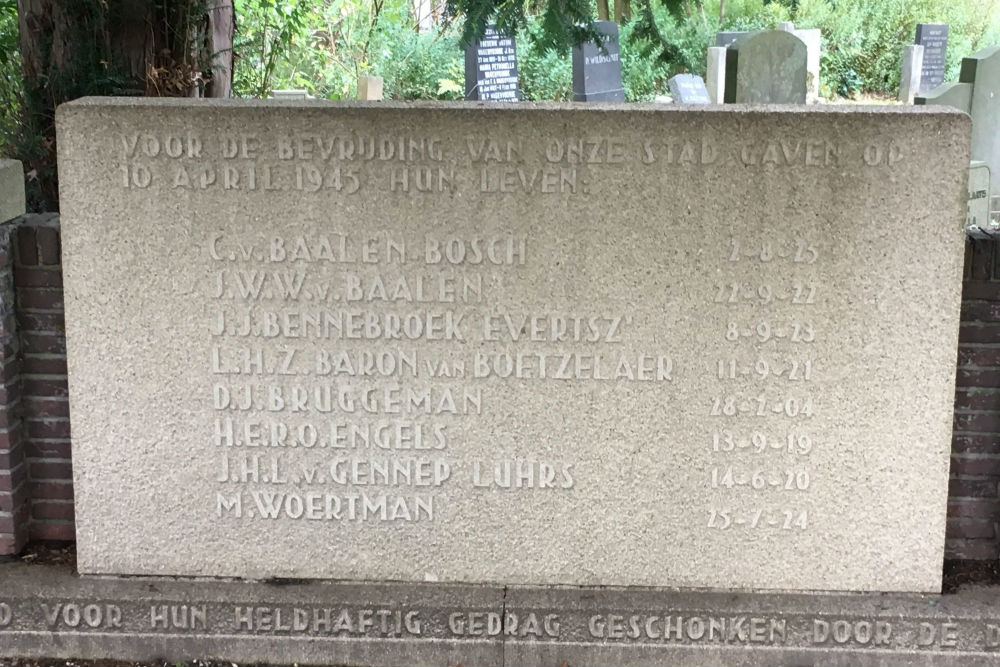 VOOR DE BEVRIJDING VAN ONZE STAD GAVEN OP
10 APRIL 1945 HUN LEVEN:
C.v.BAALEN BOSCH 2-8-25
J.W.W.v.BAALEN 22-9-22
J.J.BENNEBROEK EVERTSZ' 8-9-23
L.H.Z. BARON VAN BOETZELAER 11-9-21
D.J.BRUGGEMAN 28-2-04
H.E.R.O.ENGELS 13-9-19
J.H.L.v.GENNEP LUHRS 14-6-20
M.WOERTMAN 25-7-24
VOOR HUN HELDHAFTIG GEDRAG GESCHONKEN DOOR DE